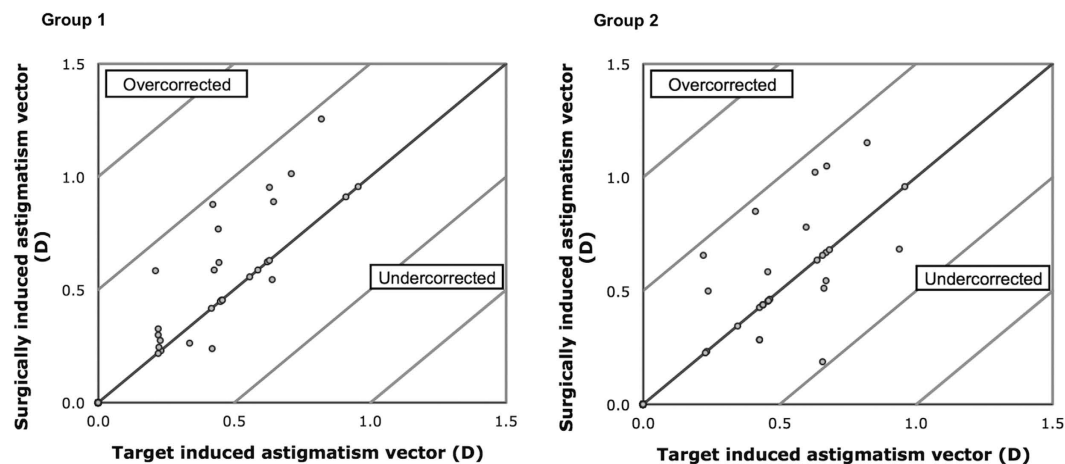 Group 1
Surgically induced astigmatism vector
(D)
1.5
1.0
0.5
0.0
Overcorrected
Undercorrected
0.0 0.5 1.0 1.5
Target induced astigmatism vector (D)
Group 2
Surgically induced astigmatism vector
(D)
1.5
1.0
0.5
0.0
Overcorrected
Undercorrected
0.0 0.5 1.0 1.5
Target induced astigmatism vector (D)